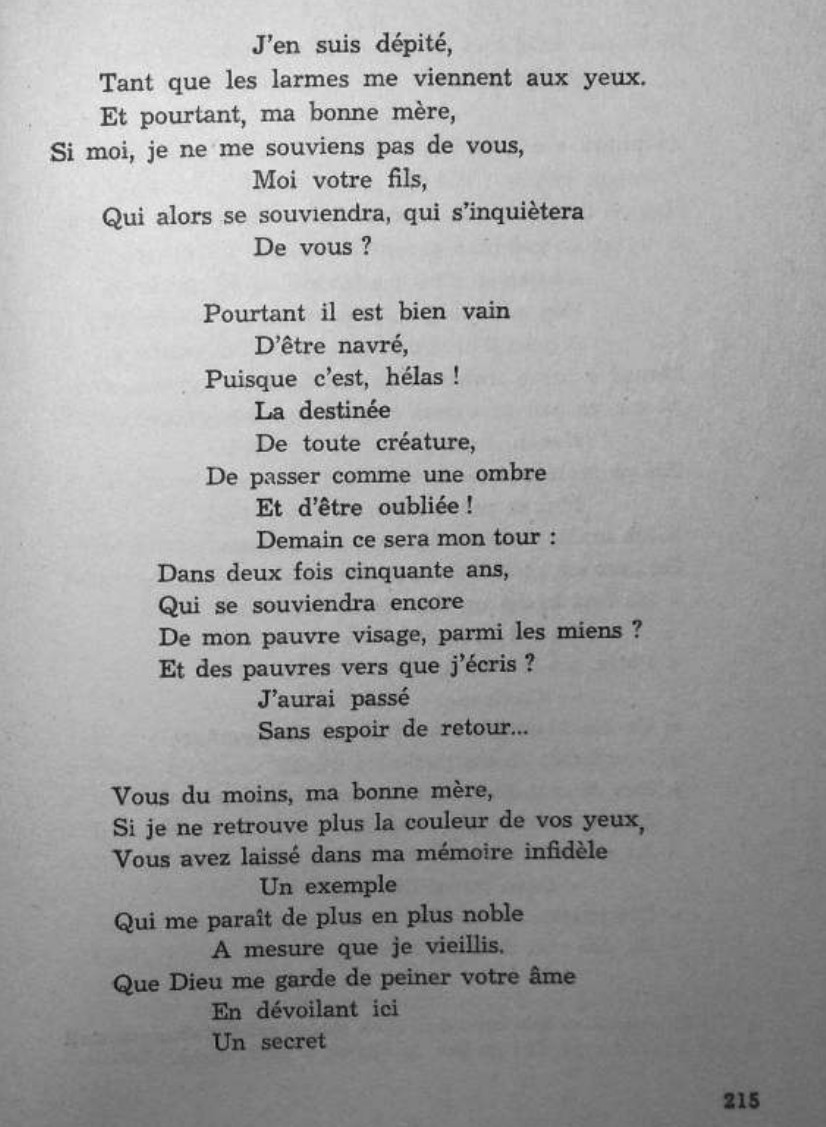 J'en suis dépité,
Tant que les larmes me viennent aux yeux.
Et pourtant, ma bonne mère,
Si moi, je ne me souviens pas de vous,
Moi votre fils,
Qui alors se souviendra, qui s'inquiètera
De vous ?
Pourtant il est bien vain
D'être navré,
Puisque c'est, hélas !
La destinée
De toute créature,
De passer comme une ombre
Et d'être oubliée !
Demain ce sera mon tour :
Dans deux fois cinquante ans,
Qui se souviendra encore
De mon pauvre visage, parmi les miens ?
Et des pauvres vers que j'écris ?
J'aurai passé
Sans espoir de retour...
Vous du moins, ma bonne mère,
Si je ne retrouve plus la couleur de vos yeux,
Vous avez laissé dans ma mémoire infidèle
Un exemple
Qui me paraît de plus en plus noble
A mesure que je vieillis.
Que Dieu me garde de peiner votre âme
En dévoilant ici
Un secret
215